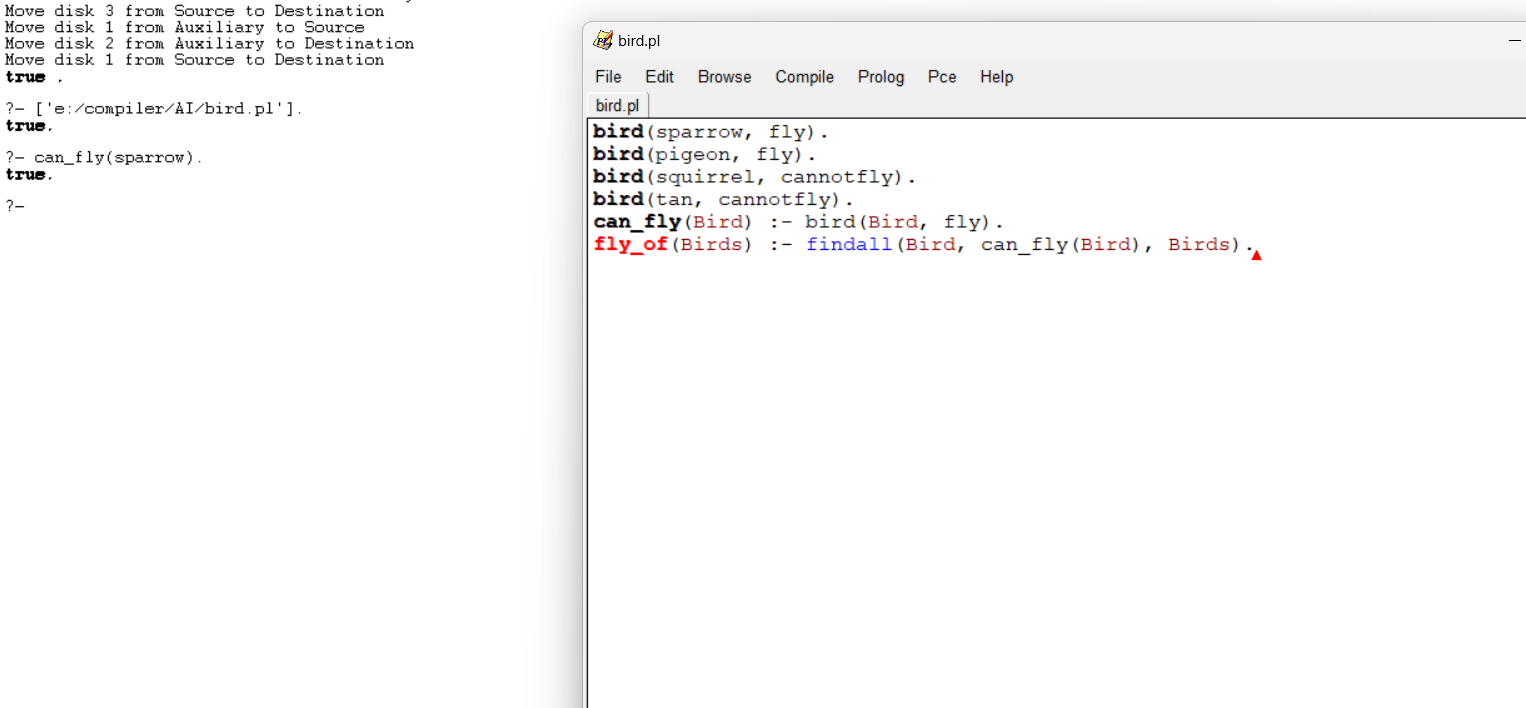 Move disk 3 from Source to Destination
Move disk 1 from Auxiliary to Source
Move disk 2 from Auxiliary to Destination
Move disk 1 from Source to Destination
true .
?- ['e:/compiler/AI/bird.pl'].
true.
?- can_fly(sparrow).
true.
?-
bird.pl
File Edit Browse Compile Prolog Pce Help
bird.pl
bird(sparrow, fly).
bird(pigeon, fly).
bird(squirrel, cannotfly).
bird(tan, cannotfly).
can_fly(Bird) :- bird(Bird, fly).
fly_of(Birds) :- findall(Bird, can_fly(Bird), Birds).